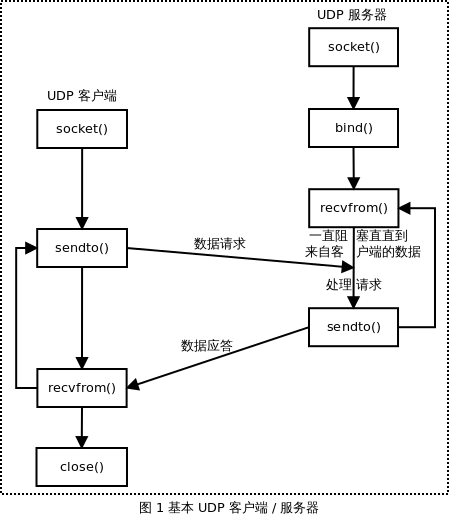 UDP 服务器
socket()
UDP 客户端
socket()
bind()
recvfrom()
一直阻塞直直到
来自客户端的数据
sendto()
数据请求
处理请求
sendto()
数据应答
recvfrom()
close()
图 1 基本 UDP 客户端 / 服务器